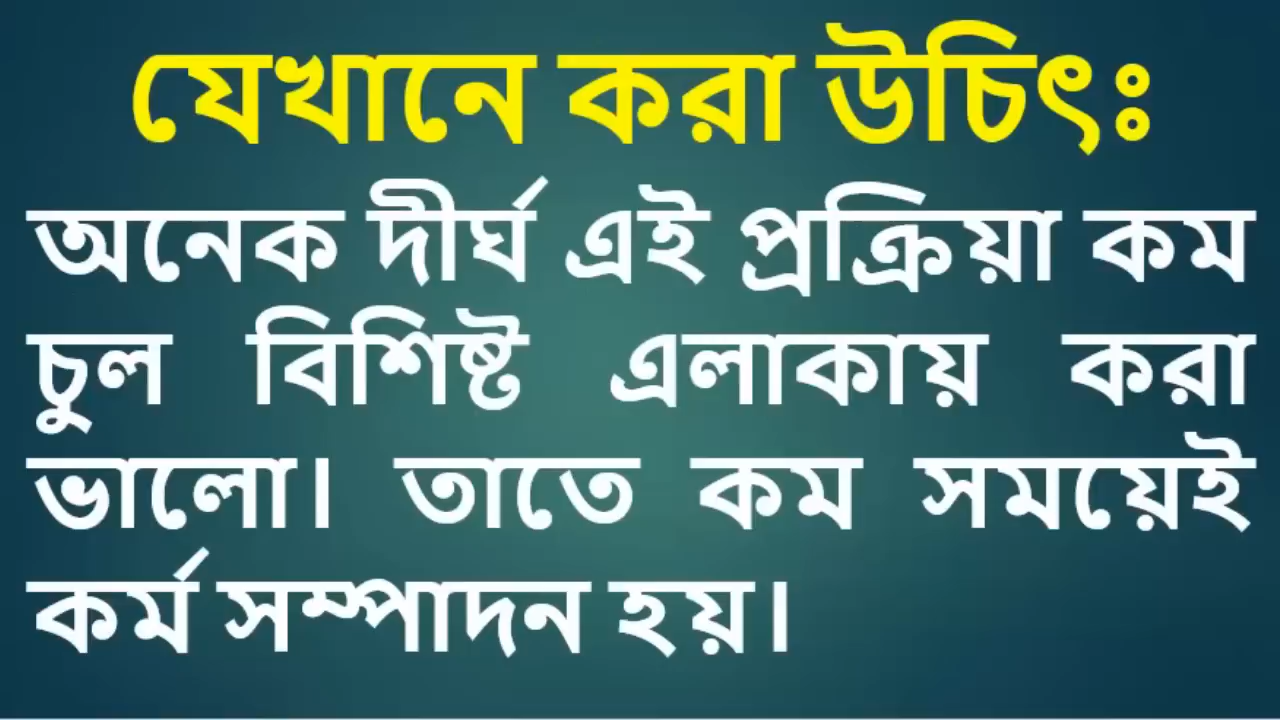 যেখানে করা উচিৎঃ
অনেক দীর্ঘ এই প্রক্রিয়া কম
চুল বিশিষ্ট এলাকায় করা
ভালো। তাতে কম সময়েই
কর্ম সম্পাদন হয়।